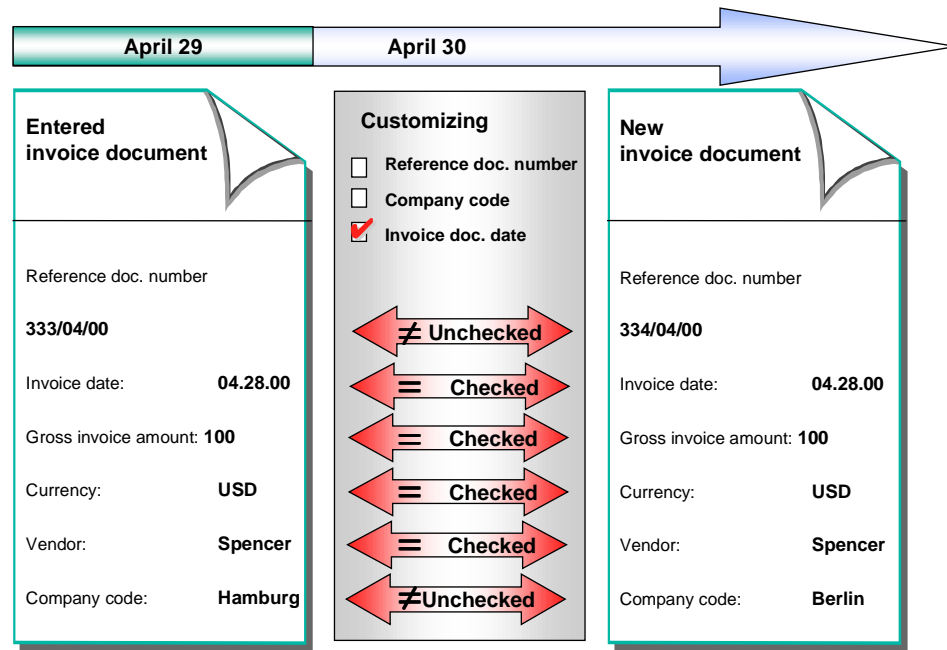 April 29 April 30
Entered
invoice document
Reference doc. number
333/04/00
Invoice date: 04.28.00
Gross invoice amount: 100
Currency: USD
Vendor: Spencer
Company code: Hamburg
Customizing
Reference doc. number
Company code
Invoice doc. date
≠ Unchecked
= Checked
= Checked
= Checked
= Checked
≠ Unchecked
New
invoice document
Reference doc. number
334/04/00
Invoice date: 04.28.00
Gross invoice amount: 100
Currency: USD
Vendor: Spencer
Company code: Berlin